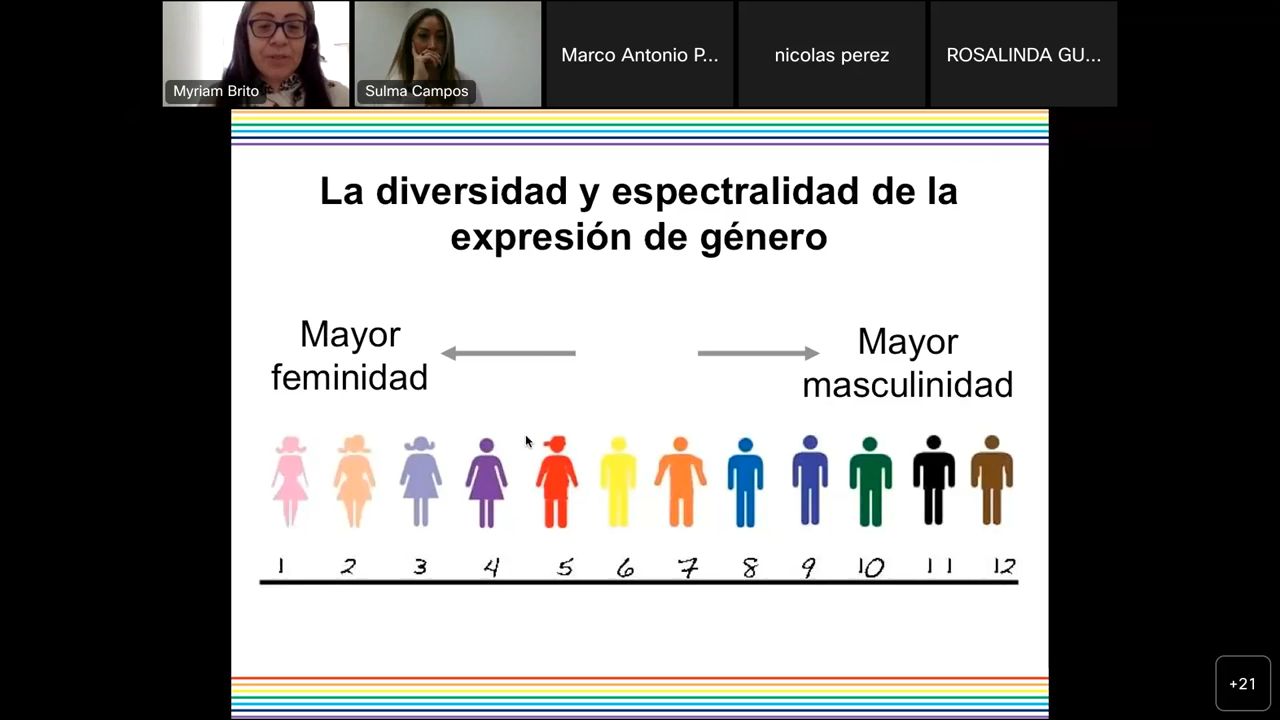 Myriam Brito
Sulma Campos
Marco Antonio P...
nicolas perez
ROSALINDA GU...
La diversidad y espectralidad de la
expresión de género
Mayor
feminidad
Mayor
masculinidad
1 2 3 4 5 6 7 8 9 10 11 12
+21